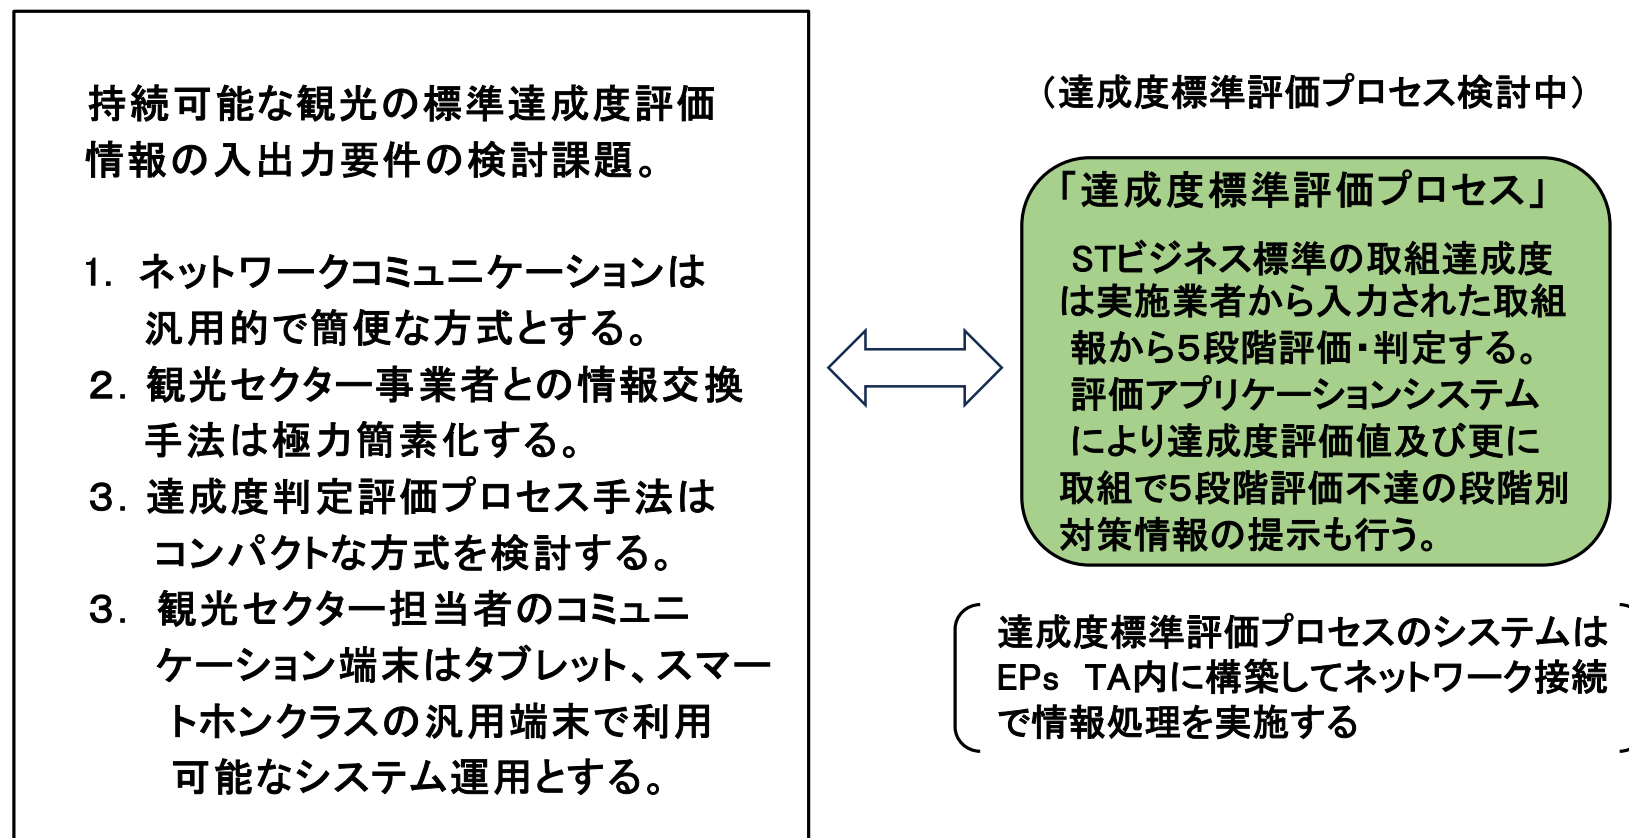 持続可能な観光の標準達成度評価
情報の入出力要件の検討課題。
1. ネットワークコミュニケーションは
汎用的で簡便な方式とする。
２．観光セクター事業者との情報交換
手法は極力簡素化する。
３．達成度判定評価プロセス手法は
コンパクトな方式を検討する。
３． 観光セクター担当者のコミュニ
ケーション端末はタブレット、スマー
トホンクラスの汎用端末で利用
可能なシステム運用とする。
（達成度標準評価プロセス検討中）
「達成度標準評価プロセス」
STビジネス標準の取組達成度
は実施業者から入力された取組
報から５段階評価・判定する。
評価アプリケーションシステム
により達成度評価値及び更に
取組で５段階評価不達の段階別
対策情報の提示も行う。
達成度標準評価プロセスのシステムは
EPs　TA内に構築してネットワーク接続
で情報処理を実施する